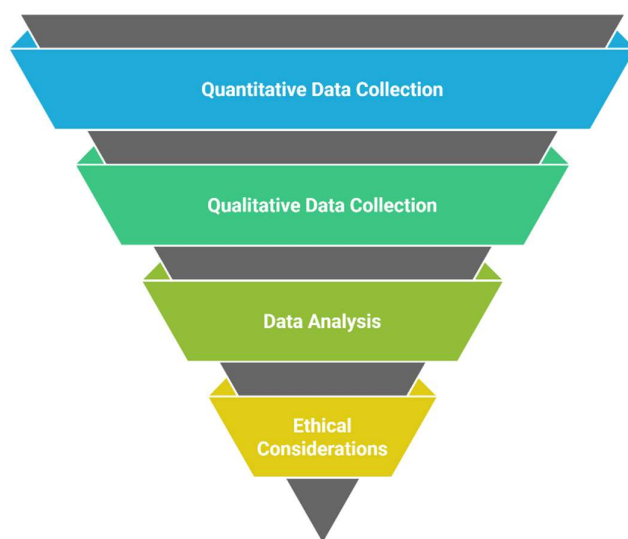 Quantitative Data Collection
Qualitative Data Collection
Data Analysis
Ethical
Considerations